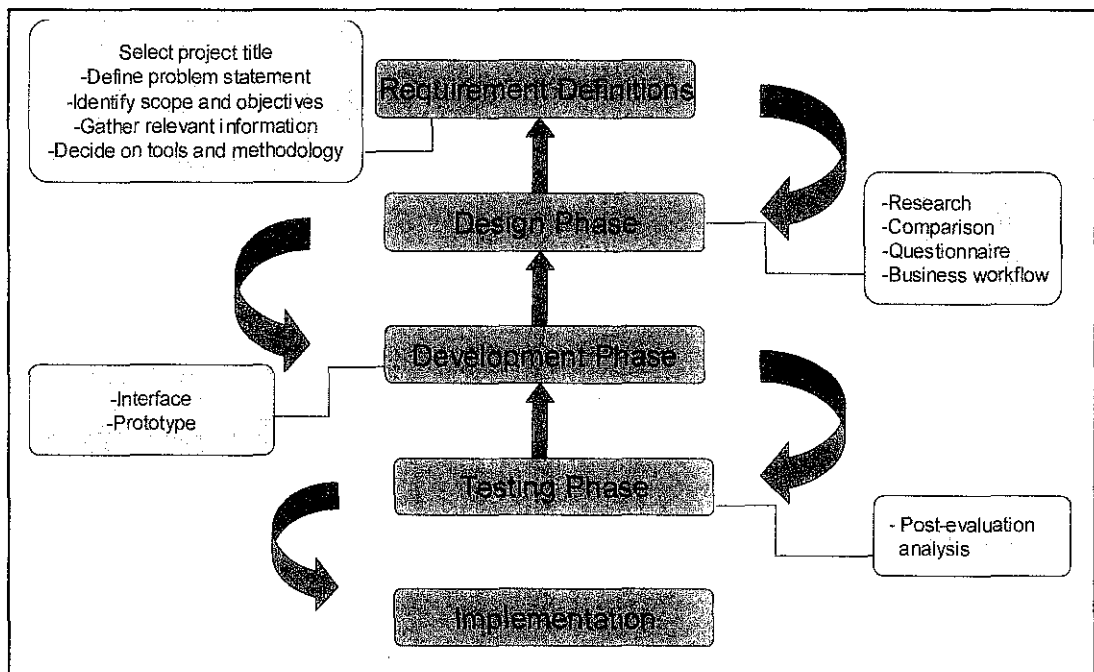 Select project title
-Define problem statement
-Identify scope and objectives
-Gather relevant information
-Decide on tools and methodology
Requirement Definitions
Design Phase
-Research
-Comparison
-Questionnaire
-Business workflow
Development Phase
-Interface
-Prototype
Testing Phase
- Post-evaluation
analysis
Implementation